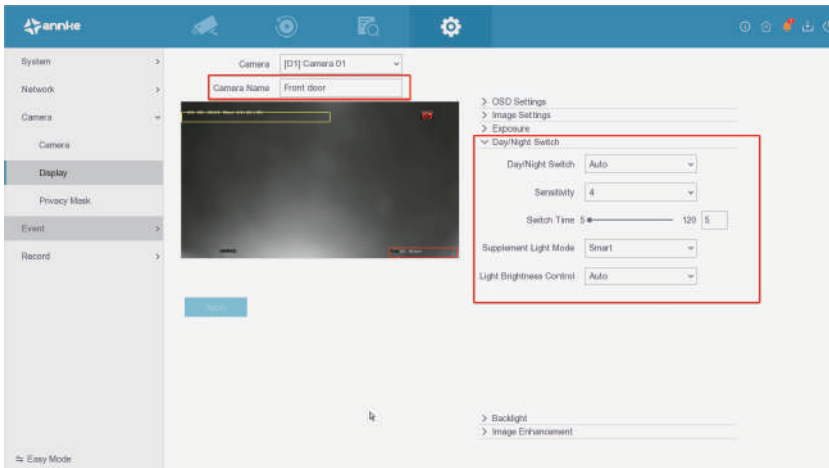 annke
System
Network
Camera
Camera
Display
Privacy Mask
Event
Record
Easy Mode
Camera [D1] Camera 01
Camera Name Front door
ANNKE
Apply
OSD Settings
Image Settings
Exposure
Day/Night Switch
Day/Night Switch Auto
Sensitivity 4
Switch Time 5 120 5
Supplement Light Mode Smart
Light Brightness Control Auto
Backlight
Image Enhancement